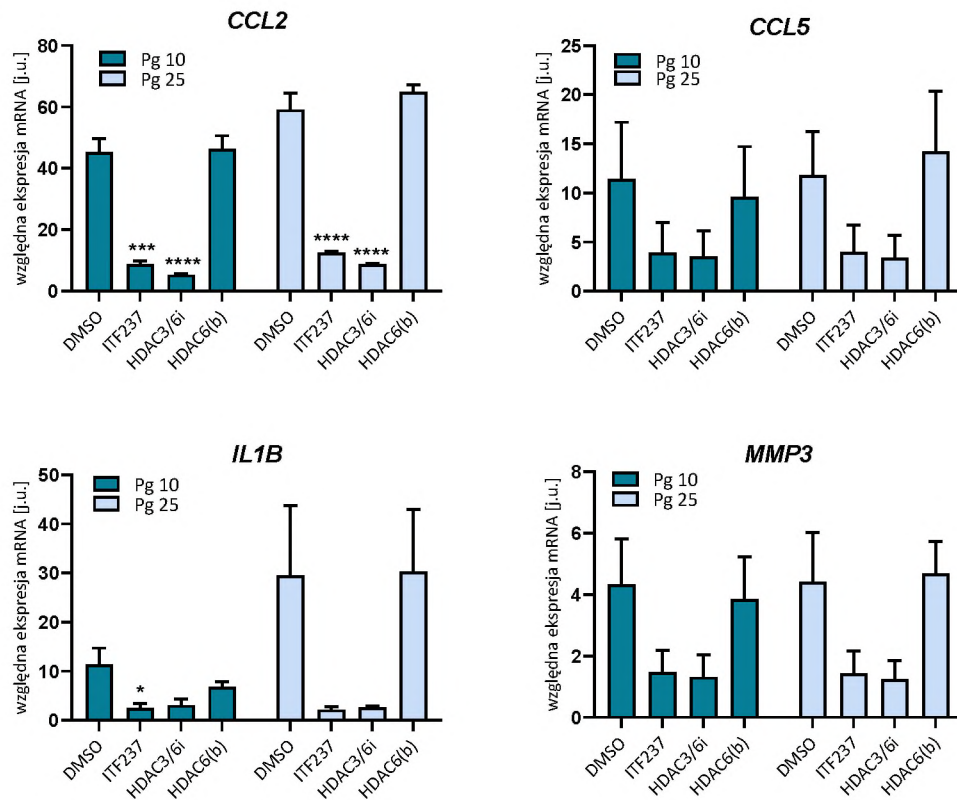 CCL2
względna ekspresja mRNA [j.u.]
80
60
40
20
0
Pg 10
Pg 25
***
****
****
****
DMSO
ITF237
HDAC3/6i
HDAC6(b)
DMSO
ITF237
HDAC3/6i
HDAC6(b)
CCL5
względna ekspresja mRNA [j.u.]
25
20
15
10
5
0
Pg 10
Pg 25
DMSO
ITF237
HDAC3/6i
HDAC6(b)
DMSO
ITF237
HDAC3/6i
HDAC6(b)
IL1B
względna ekspresja mRNA [j.u.]
50
40
30
20
10
0
Pg 10
Pg 25
*
DMSO
ITF237
HDAC3/6i
HDAC6(b)
DMSO
ITF237
HDAC3/6i
HDAC6(b)
MMP3
względna ekspresja mRNA [j.u.]
8
6
4
2
0
Pg 10
Pg 25
DMSO
ITF237
HDAC3/6i
HDAC6(b)
DMSO
ITF237
HDAC3/6i
HDAC6(b)